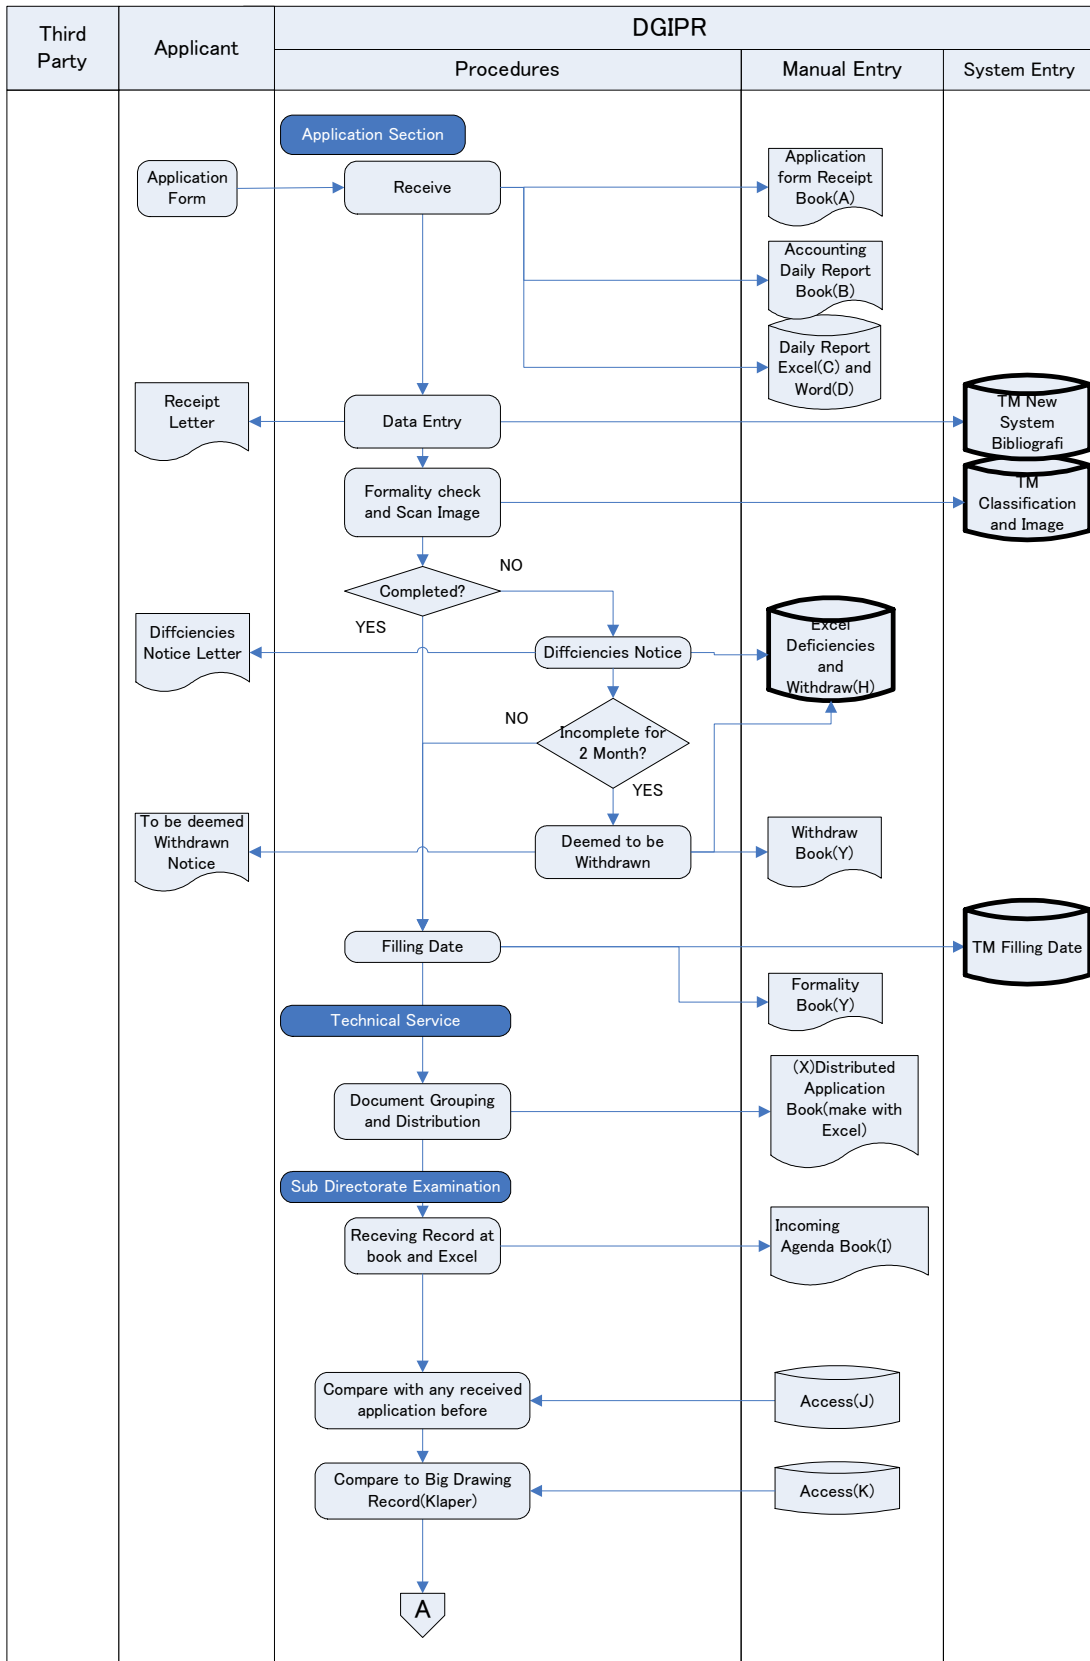 Third
Party
Applicant
DGIPR
Procedures
Manual Entry
System Entry
Application Section
Application
Form
Receive
Application
form Receipt
Book(A)
Accounting
Daily Report
Book(B)
Daily Report
Excel(C) and
Word(D)
Receipt
Letter
Data Entry
TM New
System
Bibliografi
Formality check
and Scan Image
TM
Classification
and Image
Completed?
NO
YES
Diffciencies
Notice Letter
Diffciencies Notice
Excel
Deficiencies
and
Withdraw(H)
NO
Incomplete for
2 Month?
YES
To be deemed
Withdrawn
Notice
Deemed to be
Withdrawn
Withdraw
Book(Y)
Filling Date
TM Filling Date
Formality
Book(Y)
Technical Service
Document Grouping
and Distribution
(X)Distributed
Application
Book(make with
Excel)
Sub Directorate Examination
Receving Record at
book and Excel
Incoming
Agenda Book(I)
Compare with any received
application before
Access(J)
Compare to Big Drawing
Record(Klaper)
Access(K)
A